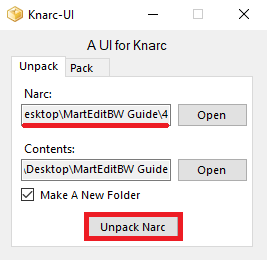 Knarc-UI
A UI for Knarc
Unpack Pack
Narc:
esktop\MartEditBW Guide\4 Open
Contents:
\Desktop\MartEditBW Guide Open
Make A New Folder
Unpack Narc